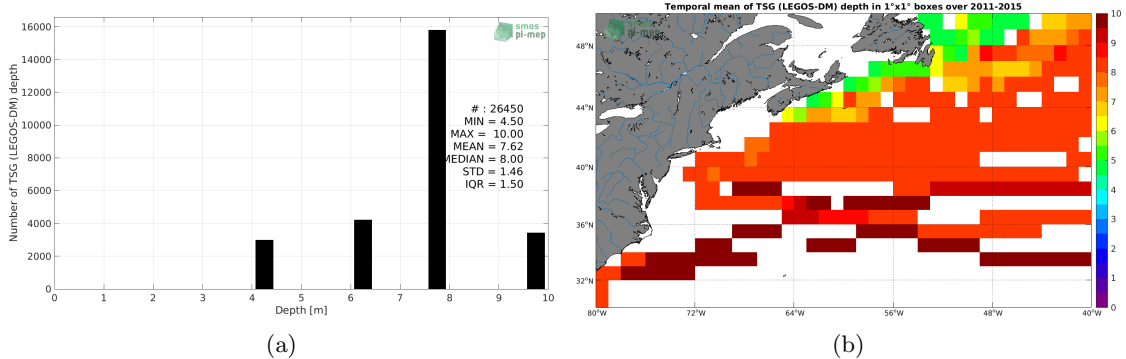 smos
pi-mep
# : 26450
MIN = 4.50
MAX = 10.00
MEAN = 7.62
MEDIAN = 8.00
STD = 1.46
IQR = 1.50
Number of TSG (LEGOS-DM) depth
16000
14000
12000
10000
8000
6000
4000
2000
0
0 1 2 3 4 5 6 7 8 9 10
Depth [m]
(a)
Temporal mean of TSG (LEGOS-DM) depth in 1°x1° boxes over 2011-2015
smos
pi-mep
48°N
44°N
40°N
36°N
32°N
80°W 72°W 64°W 56°W 48°W 40°W
10
9
8
7
6
5
4
3
2
1
0
(b)